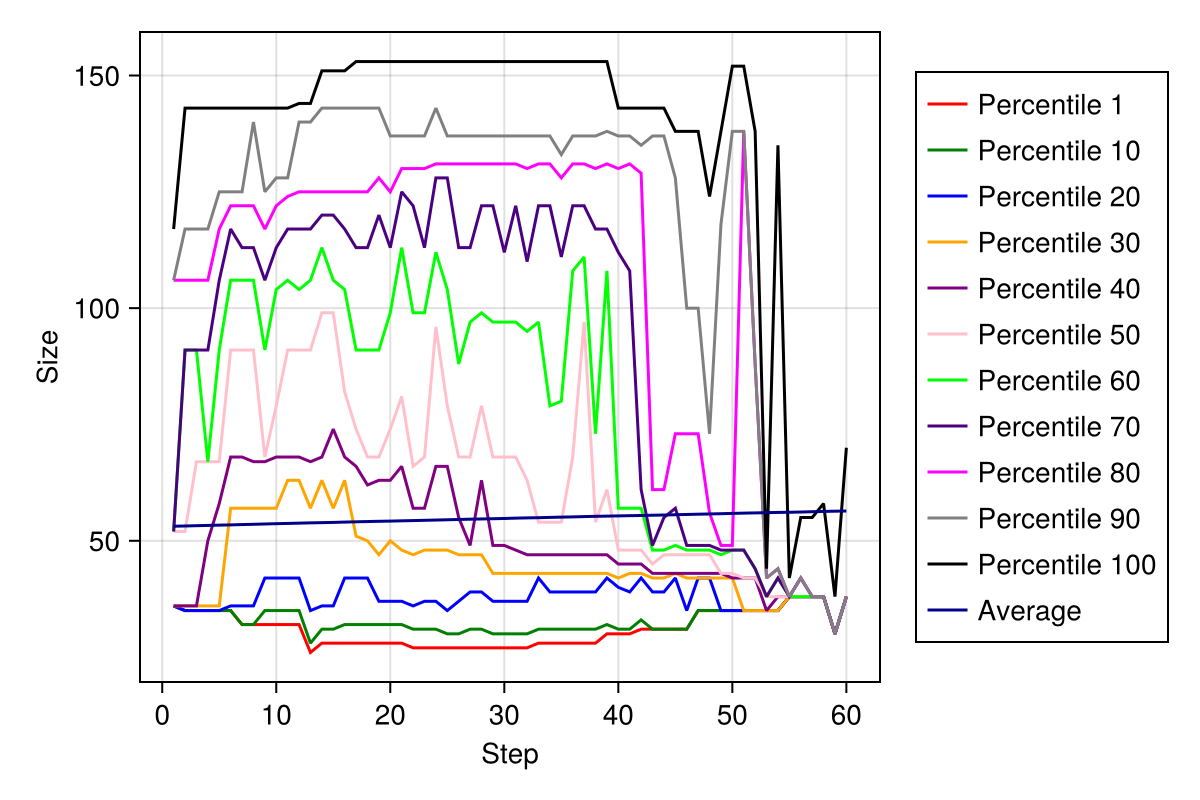 150
100
50
Size
0 10 20 30 40 50 60
Step
Percentile 1
Percentile 10
Percentile 20
Percentile 30
Percentile 40
Percentile 50
Percentile 60
Percentile 70
Percentile 80
Percentile 90
Percentile 100
Average